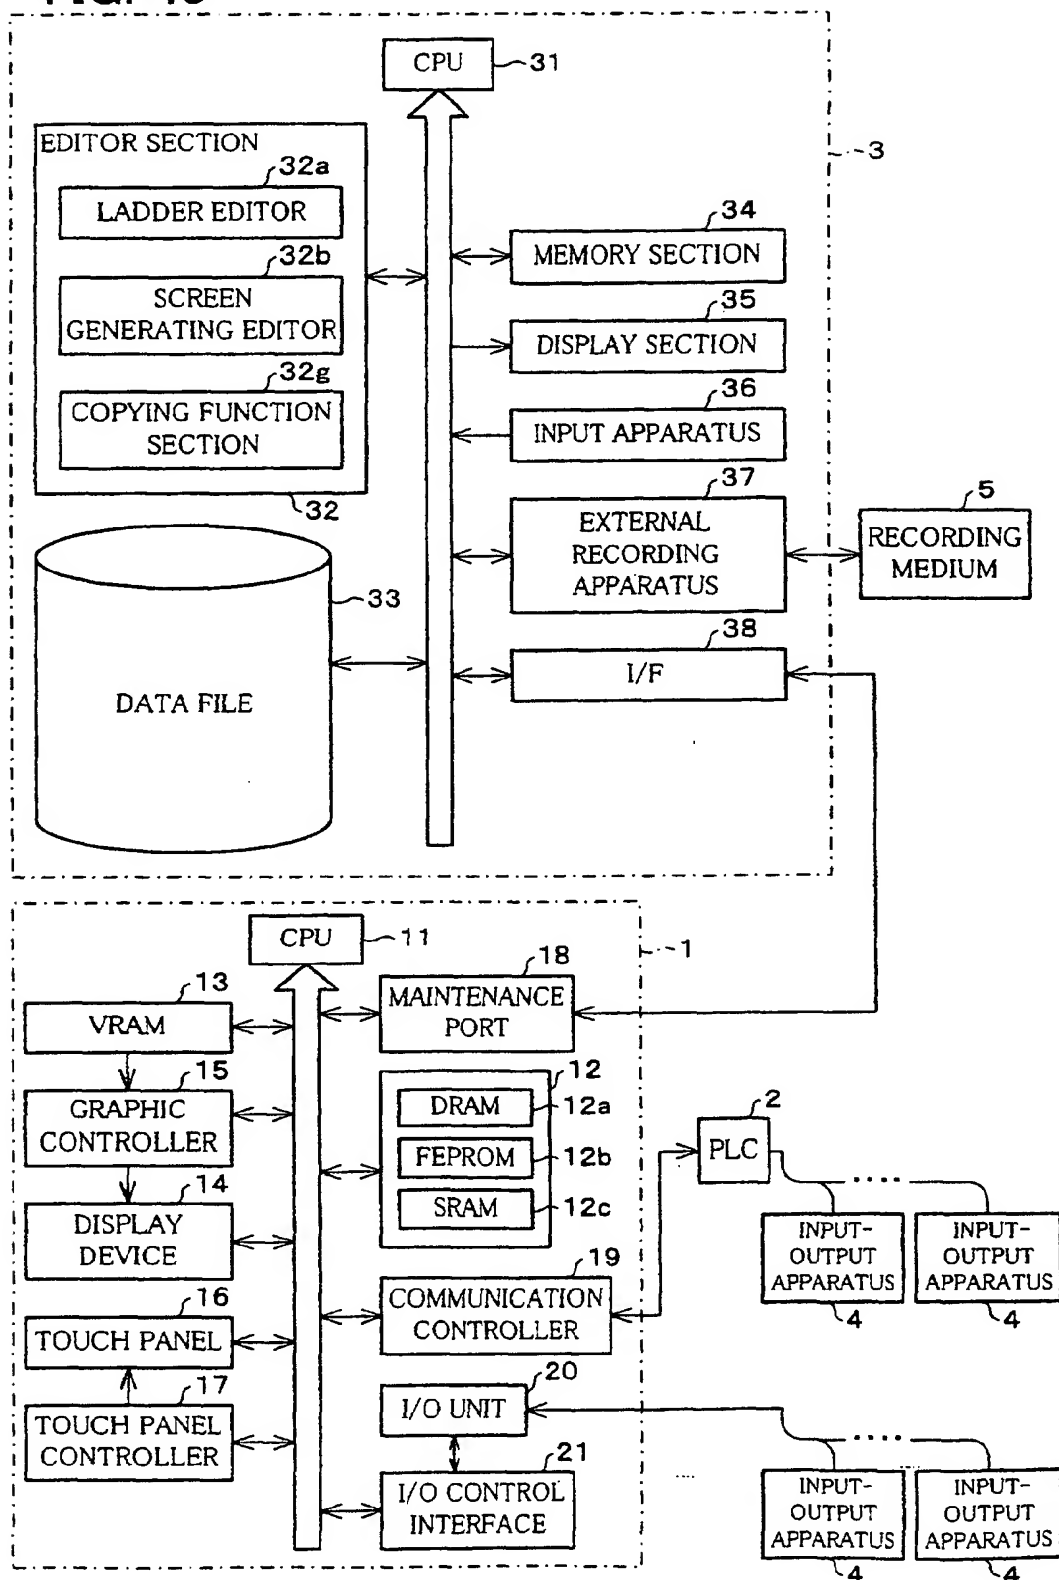 CPU
31
EDITOR SECTION
32a
LADDER EDITOR
32b
SCREEN
GENERATING EDITOR
32g
COPYING FUNCTION
SECTION
32
33
DATA FILE
3
34
MEMORY SECTION
35
DISPLAY SECTION
36
INPUT APPARATUS
37
EXTERNAL
RECORDING
APPARATUS
5
RECORDING
MEDIUM
38
I/F
CPU
11
1
13
VRAM
15
GRAPHIC
CONTROLLER
14
DISPLAY
DEVICE
16
TOUCH PANEL
17
TOUCH PANEL
CONTROLLER
18
MAINTENANCE
PORT
12
DRAM
12a
FEPROM
12b
SRAM
12c
19
COMMUNICATION
CONTROLLER
20
I/O UNIT
21
I/O CONTROL
INTERFACE
2
PLC
INPUT-
OUTPUT
APPARATUS
4
INPUT-
OUTPUT
APPARATUS
4
INPUT-
OUTPUT
APPARATUS
4
INPUT-
OUTPUT
APPARATUS
4